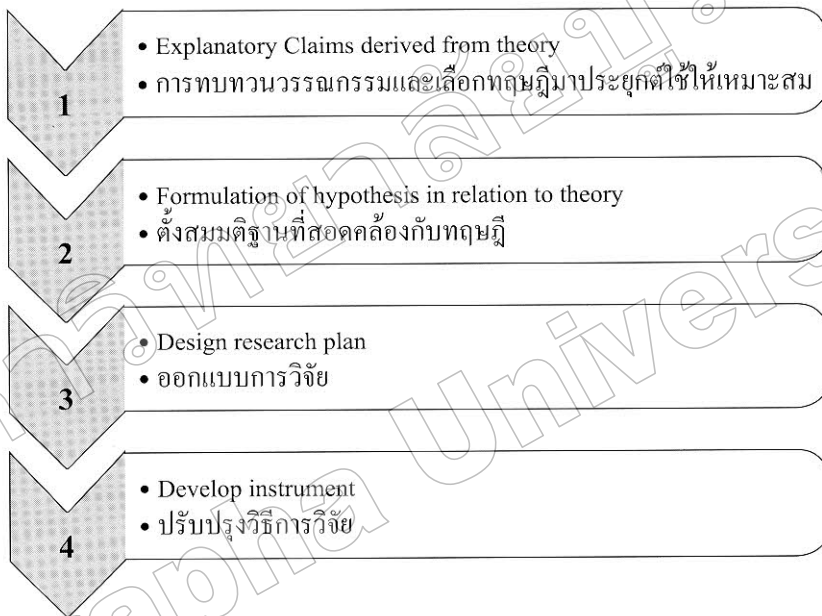 1
• Explanatory Claims derived from theory
• การทบทวนวรรณกรรมและเลือกทฤษฎีมาประยุกต์ใช้ให้เหมาะสม
2
• Formulation of hypothesis in relation to theory
• ตั้งสมมติฐานที่สอดคล้องกับทฤษฎี
3
• Design research plan
• ออกแบบการวิจัย
4
• Develop instrument
• ปรับปรุงวิธีการวิจัย